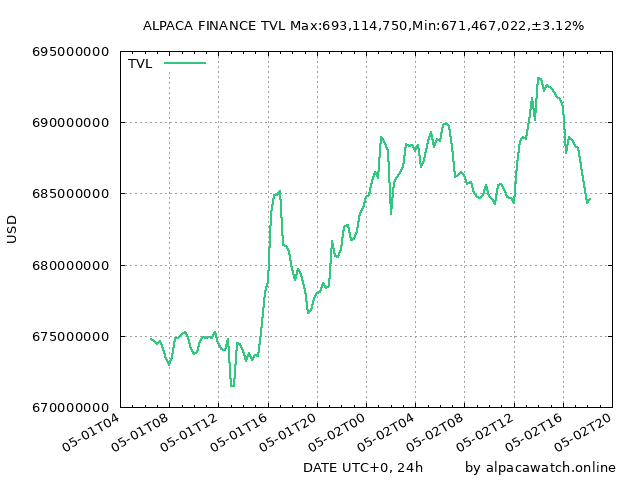 ALPACA FINANCE TVL Max:693,114,750,Min:671,467,022,±3.12%
695000000
TVL
690000000
685000000
USD
680000000
675000000
670000000
05-01T04 05-01T08 05-01T12 05-01T16 05-01T20 05-02T00 05-02T04 05-02T08 05-02T12 05-02T16 05-02T20
DATE UTC+0, 24h by alpacawatch.online